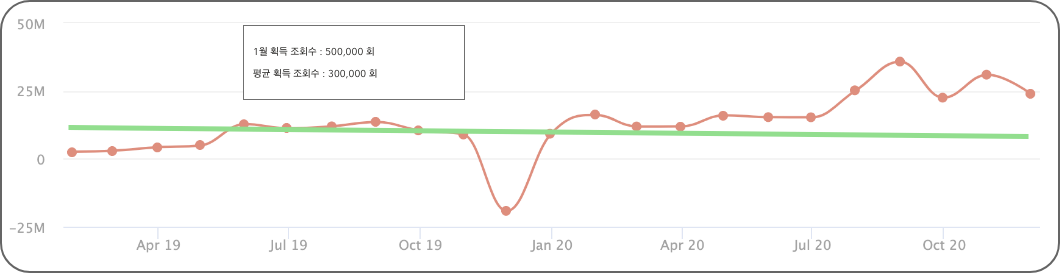 50M
1월 획득 조회수 : 500,000 회
평균 획득 조회수 : 300,000 회
25M
0
-25M
Apr 19 Jul 19 Oct 19 Jan 20 Apr 20 Jul 20 Oct 20